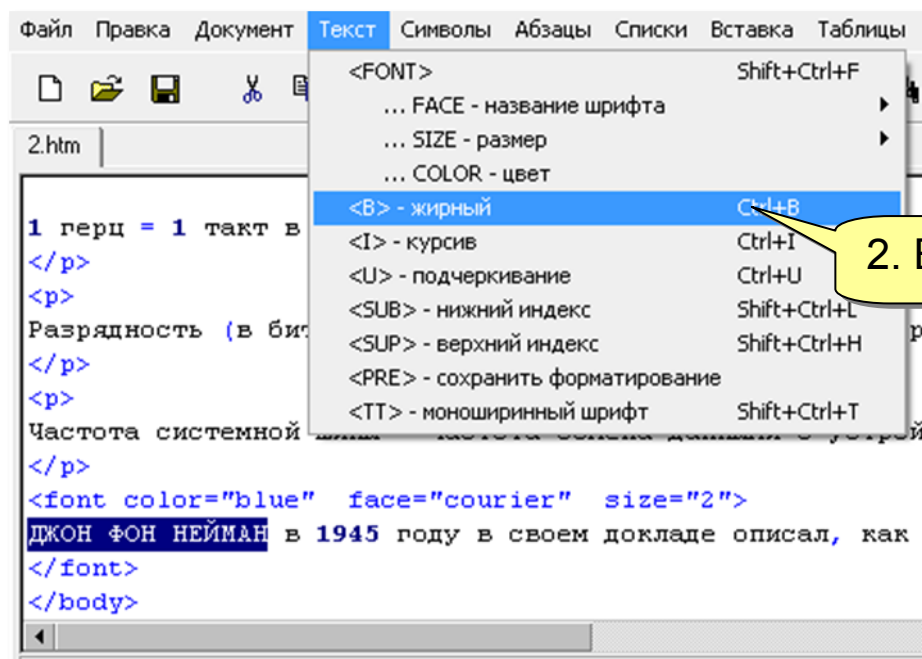 Файл Правка Документ Текст Символы Абзацы Списки Вставка Таблицы
<FONT> Shift+Ctrl+F
... FACE - название шрифта
2.htm
... SIZE - размер
... COLOR - цвет
<B> - жирный Ctrl+B
1 герц = 1 такт в
<I> - курсив Ctrl+I
2.
</p>
<U> - подчеркивание Ctrl+U
<p>
<SUB> - нижний индекс Shift+Ctrl+L
Разрядность (в бит
<SUP> - верхний индекс Shift+Ctrl+H
</p>
<PRE> - сохранить форматирование
<p>
<TT> - моноширинный шрифт Shift+Ctrl+T
Частота системной
</p>
<font color="blue" face="courier" size="2">
ДЖОН ФОН НЕЙМАН в 1945 году в своем докладе описал, как
</font>
</body>